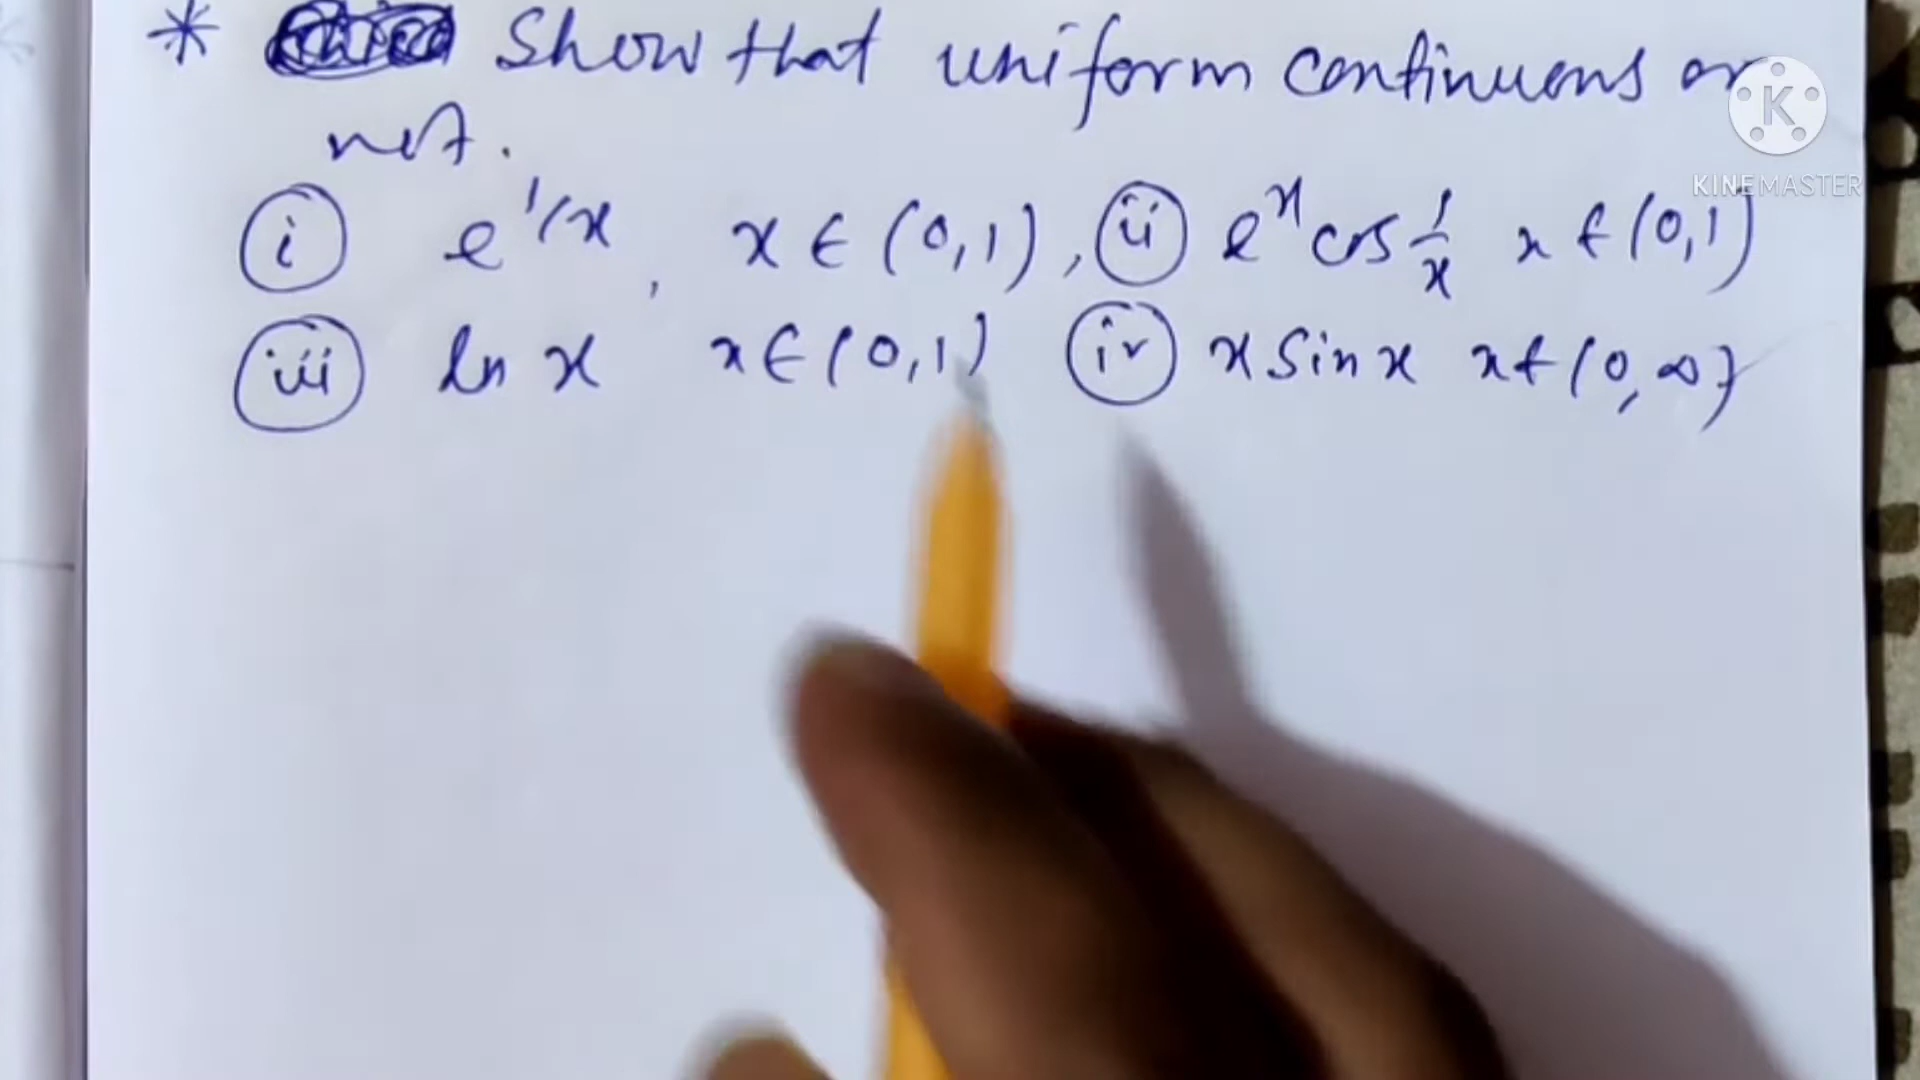 * Show that uniform continuous or
not.
(i) e^1/x, x ∈ (0,1), (ii) e^x cos 1/x x ∈ (0,1)
(iii) ln x x ∈ (0,1) (iv) x sin x x ∈ (0,∞)
K
KINEMASTER